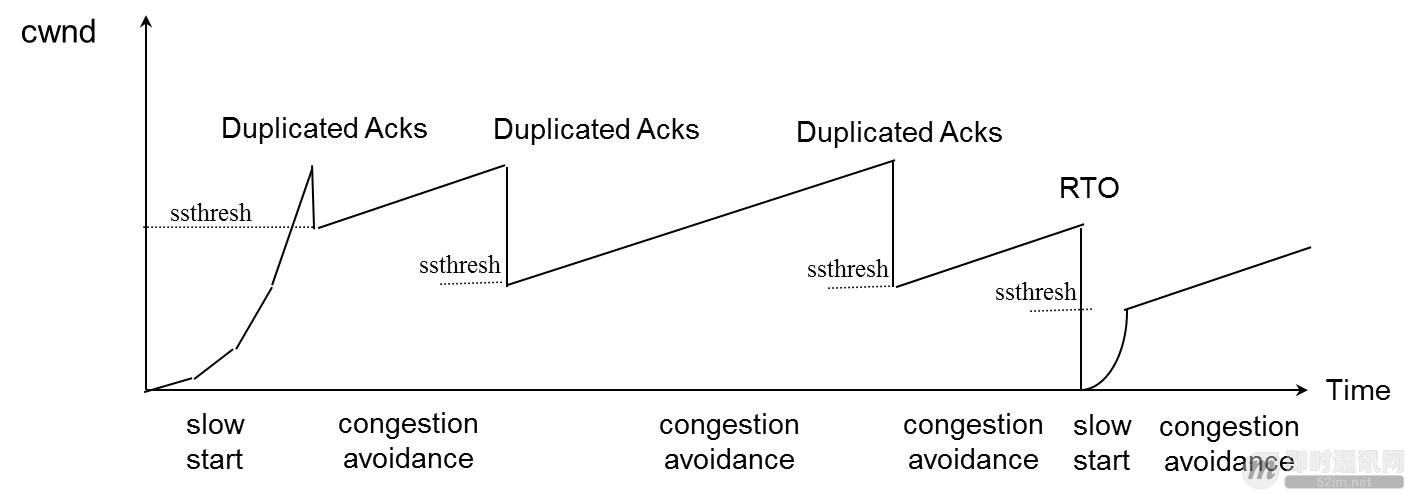 cwnd
Duplicated Acks
Duplicated Acks
Duplicated Acks
RTO
ssthresh
ssthresh
ssthresh
ssthresh
Time
slow
start
congestion
avoidance
congestion
avoidance
congestion
avoidance
slow
start
congestion
avoidance
即时通讯网
52im.net